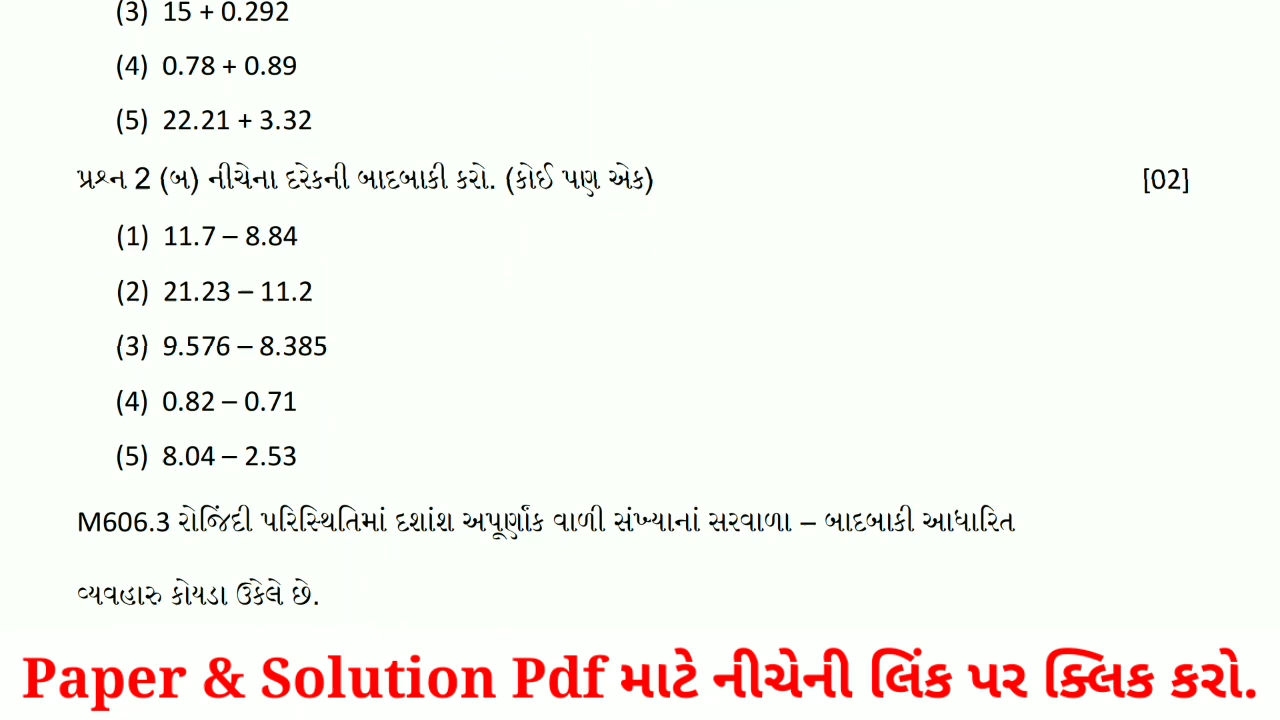 (3) 15 + 0.292
(4) 0.78 + 0.89
(5) 22.21 + 3.32
પ્રશ્ન 2 (બ) નીચેના દરેકની બાદબાકી કરો. (કોઈ પણ એક) [02]
(1) 11.7 – 8.84
(2) 21.23 – 11.2
(3) 9.576 – 8.385
(4) 0.82 – 0.71
(5) 8.04 – 2.53
M606.3 રોજિંદી પરિસ્થિતિમાં દશાંશ અપૂર્ણાંક વાળી સંખ્યાનાં સરવાળા – બાદબાકી આધારિત
વ્યવહારુ કોયડા ઉકેલે છે.
Paper & Solution Pdf માટે નીચેની લિંક પર ક્લિક કરો.